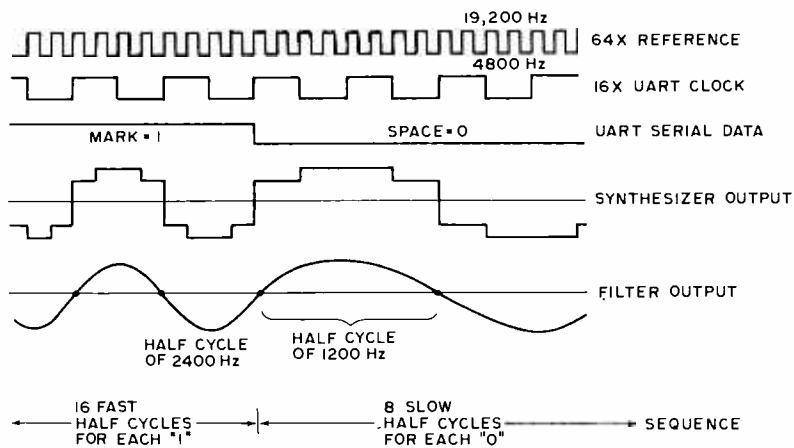 19,200 Hz
64X REFERENCE
4800 Hz
16X UART CLOCK
MARK = 1
SPACE = 0
UART SERIAL DATA
SYNTHESIZER OUTPUT
FILTER OUTPUT
HALF CYCLE
OF 2400 Hz
HALF CYCLE
OF 1200 Hz
16 FAST
HALF CYCLES
FOR EACH "1"
8 SLOW
HALF CYCLES
FOR EACH "0"
SEQUENCE